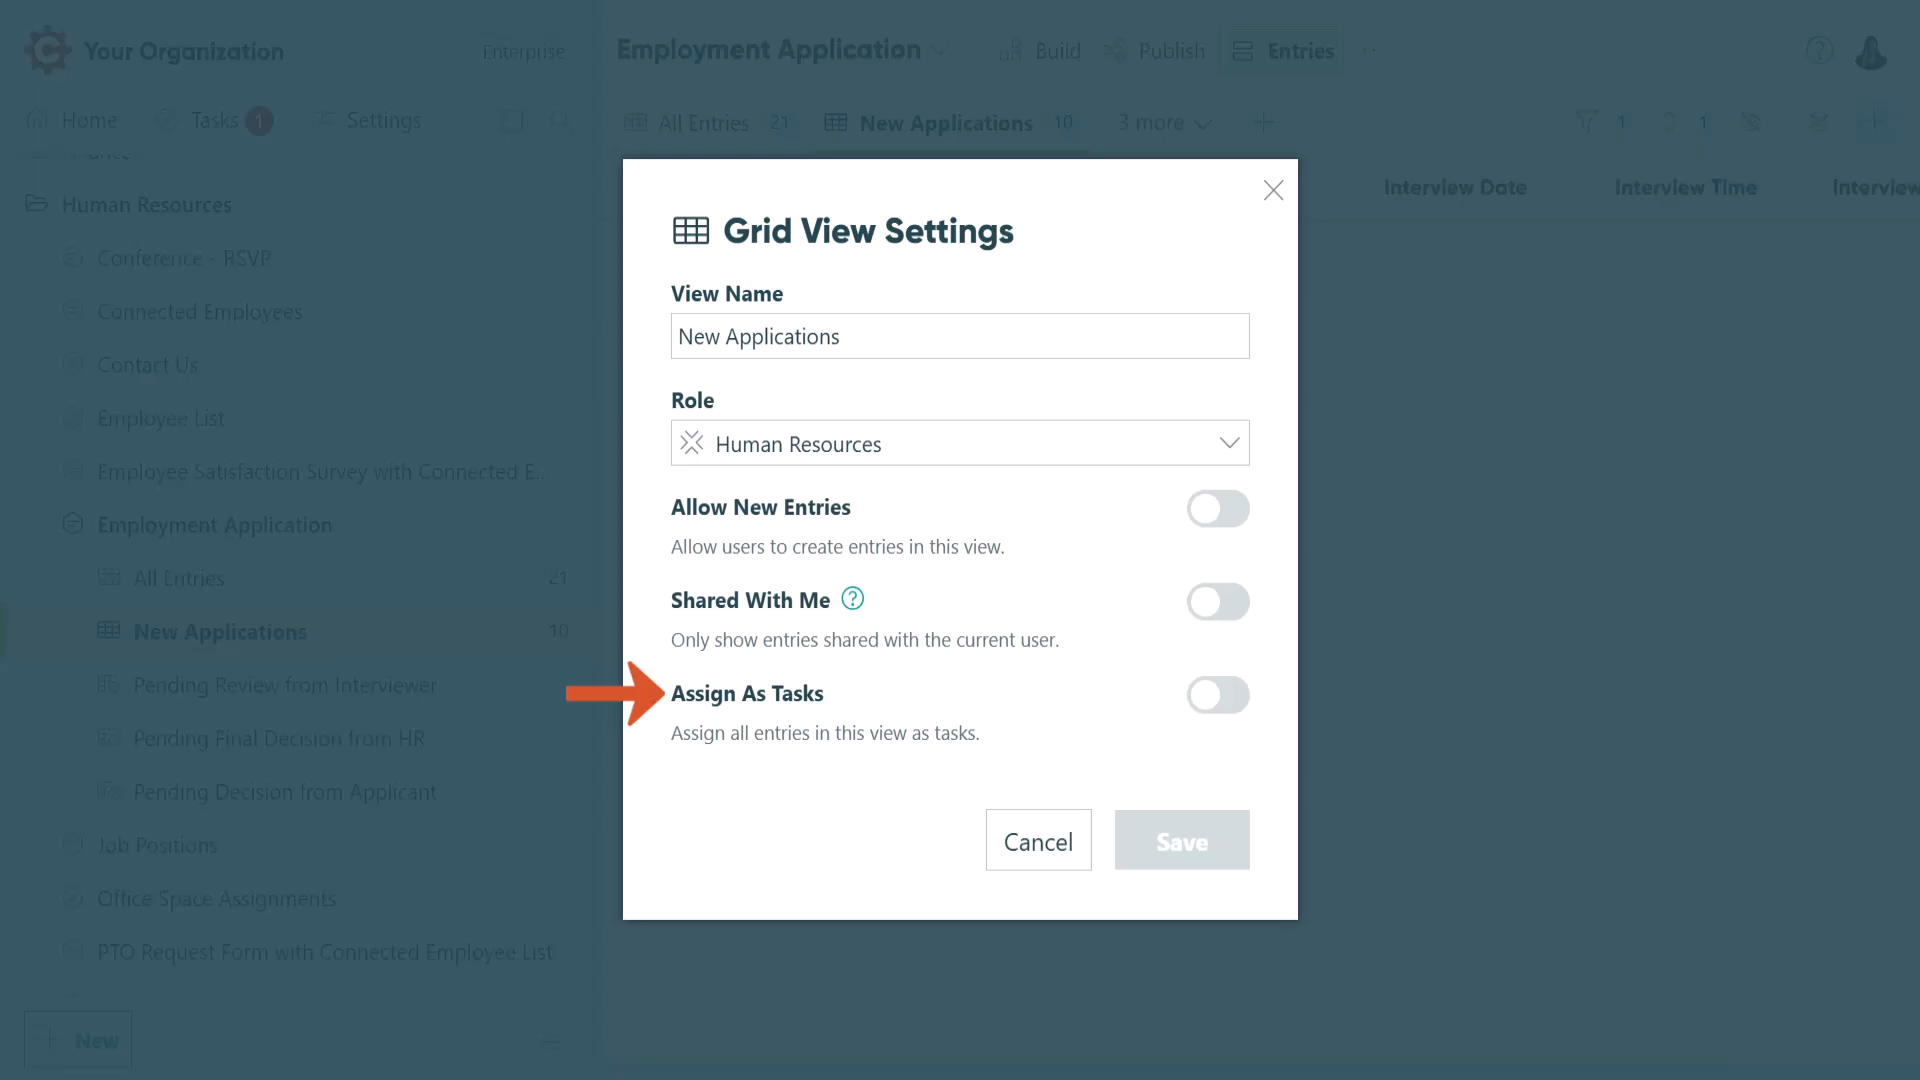 Your Organization
Enterprise
Home
Tasks 1
Settings
Human Resources
Conference - RSVP
Connected Employees
Contact Us
Employee List
Employee Satisfaction Survey with Connected E...
Employment Application
All Entries 21
New Applications 10
Pending Review from Interviewer
Pending Final Decision from HR
Pending Decision from Applicant
Job Positions
Office Space Assignments
PTO Request Form with Connected Employee List
New
Employment Application
Build
Publish
Entries
All Entries 21
New Applications 10
3 more
1
1
Interview Date
Interview Time
Interview
Grid View Settings
View Name
New Applications
Role
Human Resources
Allow New Entries
Allow users to create entries in this view.
Shared With Me ?
Only show entries shared with the current user.
Assign As Tasks
Assign all entries in this view as tasks.
Cancel
Save